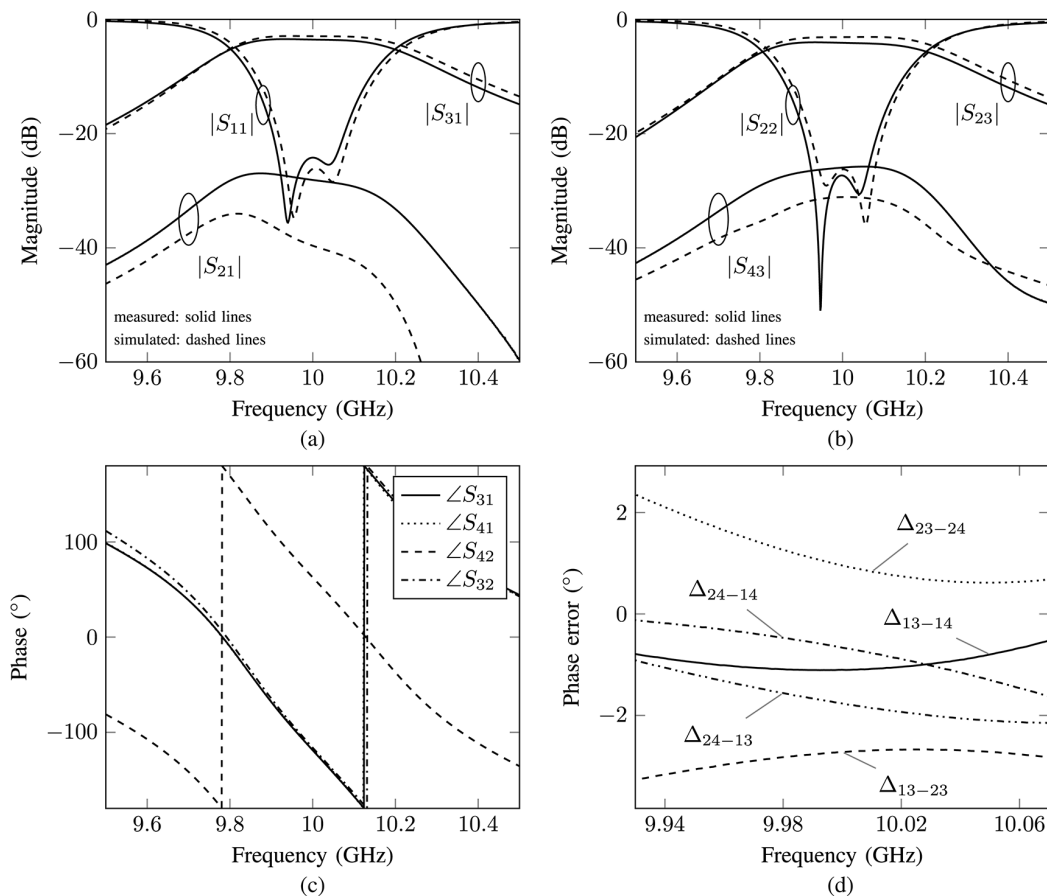 0
−20
−40
−60
Magnitude (dB)
|S11|
|S31|
|S21|
measured: solid lines
simulated: dashed lines
9.6 9.8 10 10.2 10.4
Frequency (GHz)
(a)
0
−20
−40
−60
Magnitude (dB)
|S22|
|S23|
|S43|
measured: solid lines
simulated: dashed lines
9.6 9.8 10 10.2 10.4
Frequency (GHz)
(b)
100
0
−100
Phase (°)
∠S31
∠S41
∠S42
∠S32
9.6 9.8 10 10.2 10.4
Frequency (GHz)
(c)
2
0
−2
Phase error (°)
Δ23−24
Δ24−14
Δ13−14
Δ24−13
Δ13−23
9.94 9.98 10.02 10.06
Frequency (GHz)
(d)